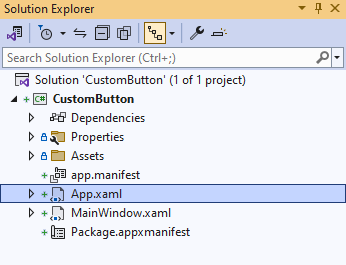 Solution Explorer
Search Solution Explorer (Ctrl+;)
Solution 'CustomButton' (1 of 1 project)
C# CustomButton
Dependencies
Properties
Assets
app.manifest
App.xaml
MainWindow.xaml
Package.appxmanifest